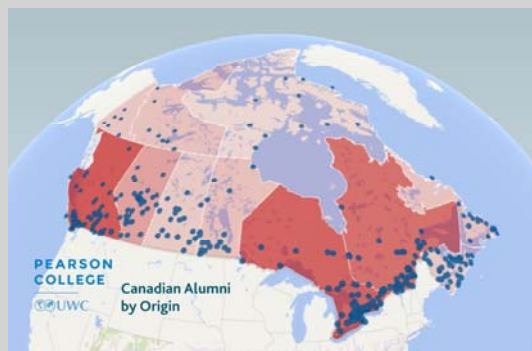 PEARSON
COLLEGE
UWC
Canadian Alumni
by Origin